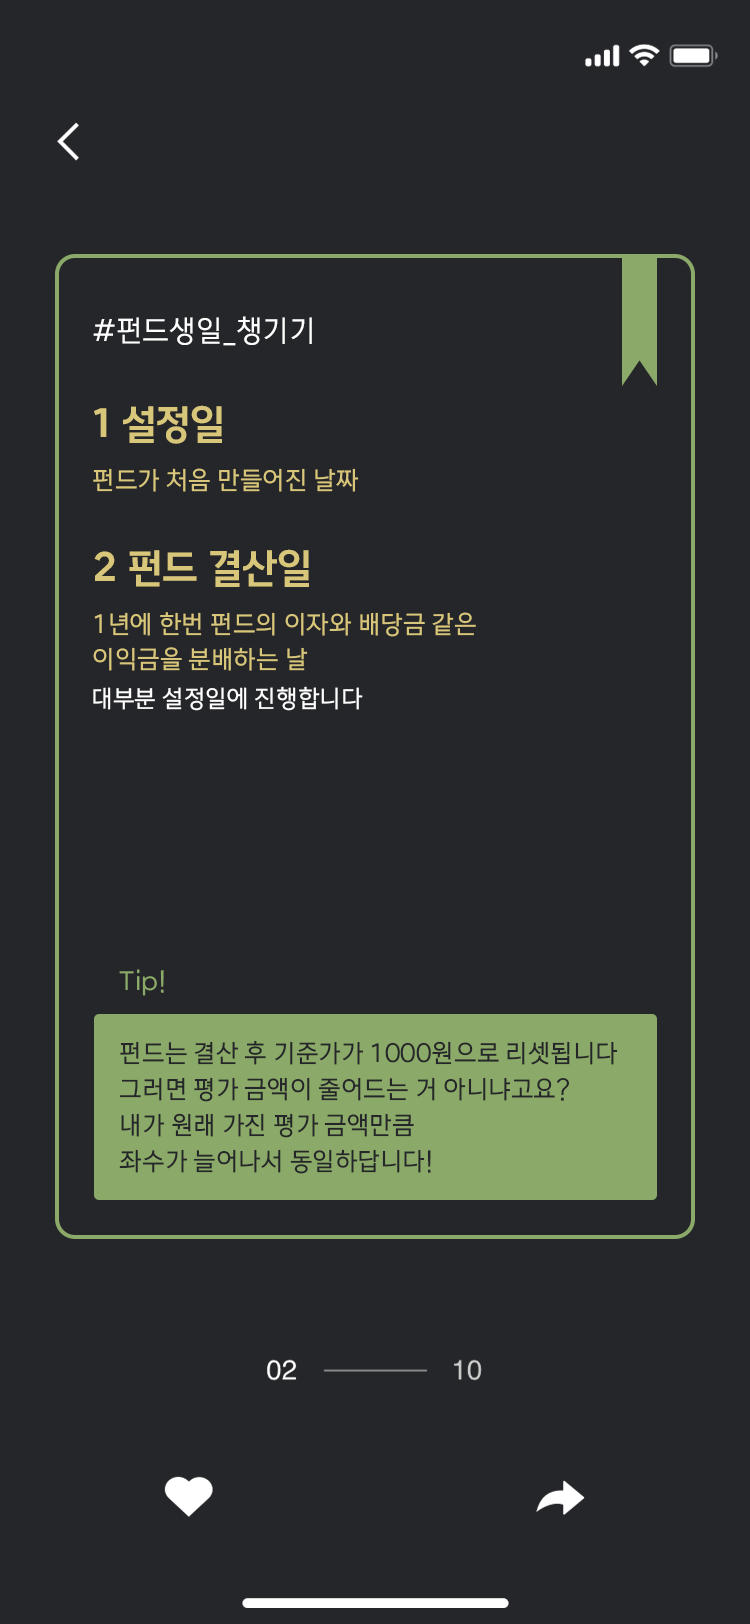 #펀드생일_챙기기
1 설정일
펀드가 처음 만들어진 날짜
2 펀드 결산일
1년에 한번 펀드의 이자와 배당금 같은
이익금을 분배하는 날
대부분 설정일에 진행합니다
Tip!
펀드는 결산 후 기준가가 1000원으로 리셋됩니다
그러면 평가 금액이 줄어드는 거 아니냐고요?
내가 원래 가진 평가 금액만큼
좌수가 늘어나서 동일하답니다!
02 10